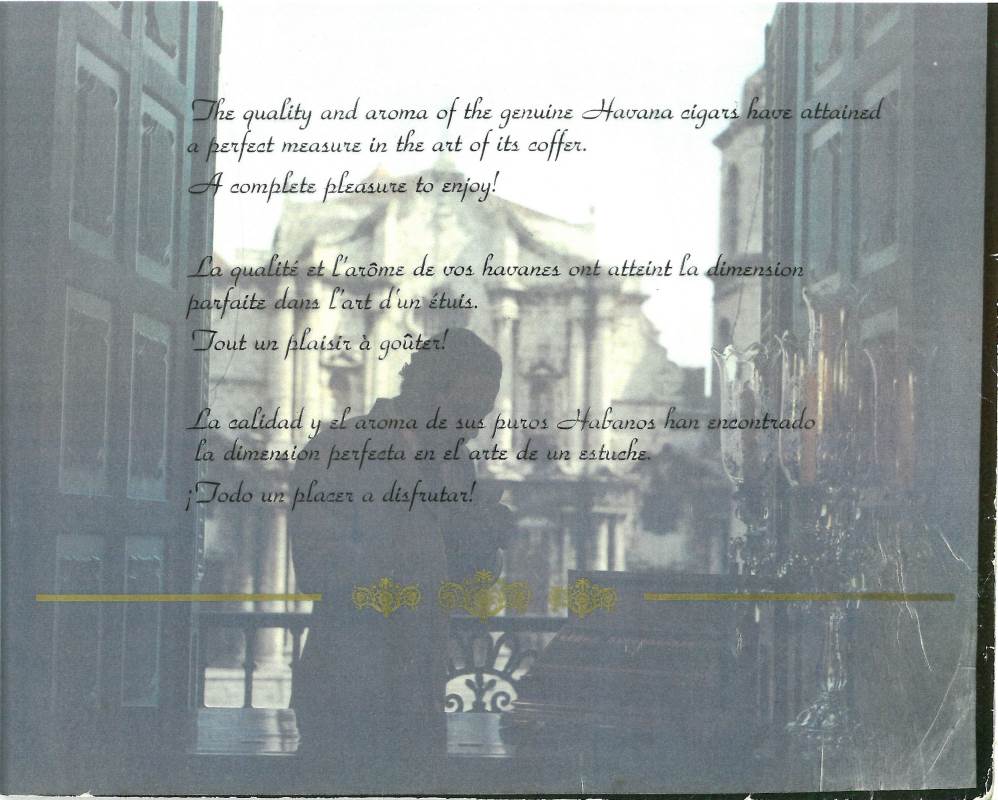 The quality and aroma of the genuine Havana cigars have attained
a perfect measure in the art of its coffer.
A complete pleasure to enjoy!
La qualité et l'arôme de vos havanes ont atteint la dimension
parfaite dans l'art d'un étuis.
Tout un plaisir à goûter!
La calidad y el aroma de sus puros Habanos han encontrado
la dimensión perfecta en el arte de un estuche.
¡Todo un placer a disfrutar!